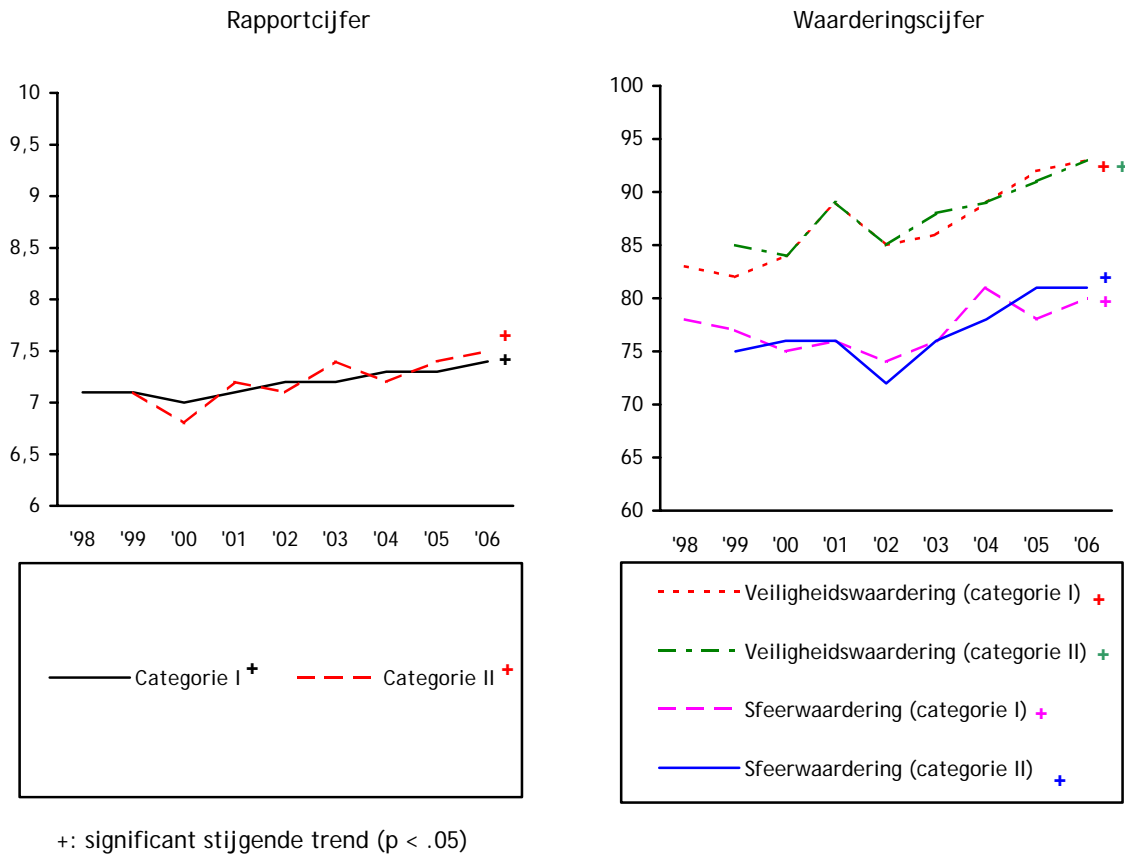 Rapportcijfer
10
9,5
9
8,5
8
7,5
7
6,5
6
'98 '99 '00 '01 '02 '03 '04 '05 '06
+
+
Categorie I + Categorie II +
+: significant stijgende trend (p < .05)
Waarderingscijfer
100
95
90
85
80
75
70
65
60
'98 '99 '00 '01 '02 '03 '04 '05 '06
+ +
+
+
Veiligheidswaardering (categorie I) +
Veiligheidswaardering (categorie II) +
Sfeerwaardering (categorie I) +
Sfeerwaardering (categorie II) +